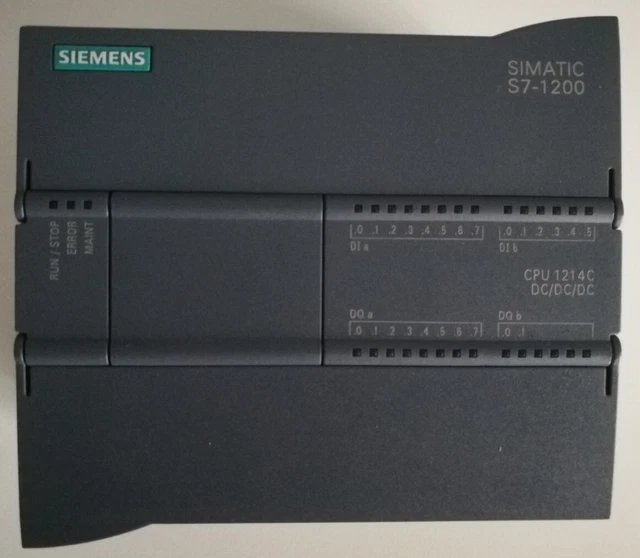 SIEMENS
SIMATIC
S7-1200
RUN / STOP
ERROR
MAINT
.0 .1 .2 .3 .4 .5 .6 .7
DI a
.0 .1 .2 .3 .4 .5
DI b
CPU 1214C
DC/DC/DC
DQ a
.0 .1 .2 .3 .4 .5 .6 .7
DQ b
.0 .1